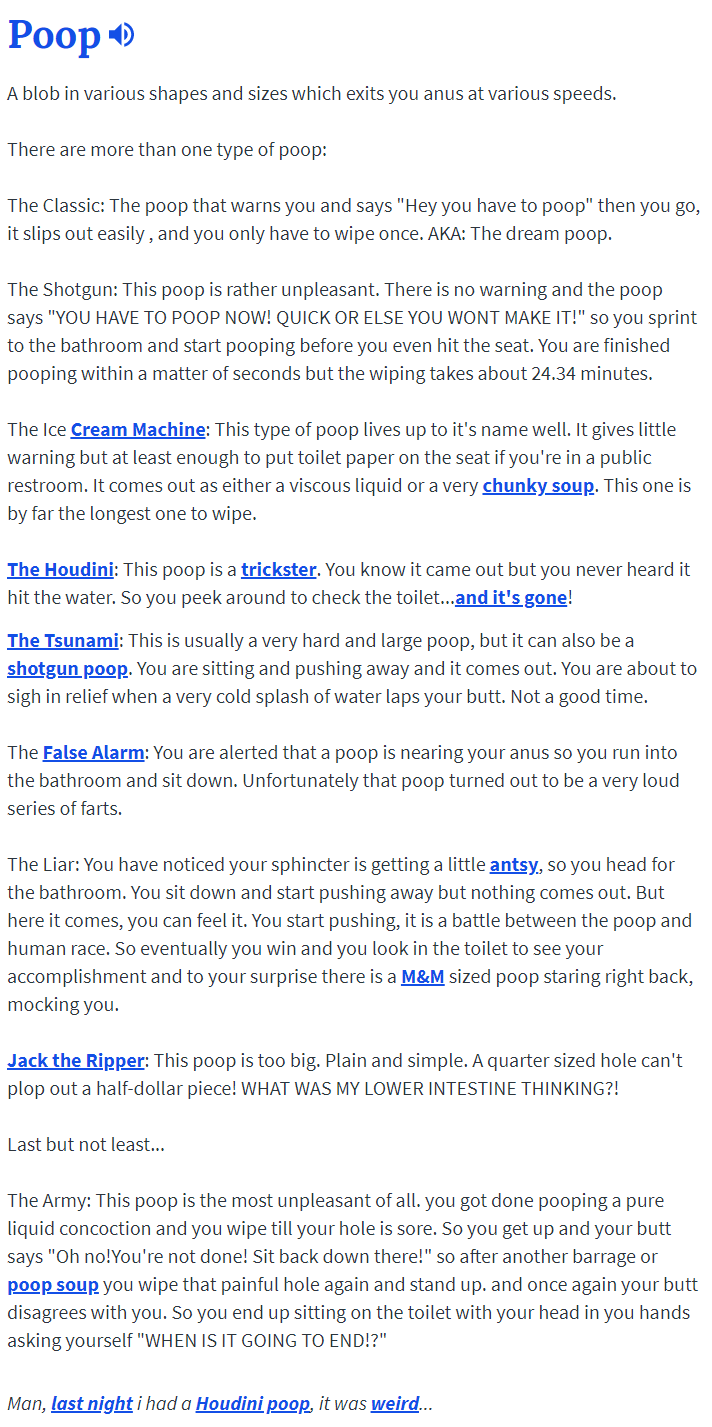 Poop
A blob in various shapes and sizes which exits you anus at various speeds.
There are more than one type of poop:
The Classic: The poop that warns you and says "Hey you have to poop" then you go,
it slips out easily , and you only have to wipe once. AKA: The dream poop.
The Shotgun: This poop is rather unpleasant. There is no warning and the poop
says "YOU HAVE TO POOP NOW! QUICK OR ELSE YOU WONT MAKE IT!" so you sprint
to the bathroom and start pooping before you even hit the seat. You are finished
pooping within a matter of seconds but the wiping takes about 24.34 minutes.
The Ice Cream Machine: This type of poop lives up to it's name well. It gives little
warning but at least enough to put toilet paper on the seat if you're in a public
restroom. It comes out as either a viscous liquid or a very chunky soup. This one is
by far the longest one to wipe.
The Houdini: This poop is a trickster. You know it came out but you never heard it
hit the water. So you peek around to check the toilet...and it's gone!
The Tsunami: This is usually a very hard and large poop, but it can also be a
shotgun poop. You are sitting and pushing away and it comes out. You are about to
sigh in relief when a very cold splash of water laps your butt. Not a good time.
The False Alarm: You are alerted that a poop is nearing your anus so you run into
the bathroom and sit down. Unfortunately that poop turned out to be a very loud
series of farts.
The Liar: You have noticed your sphincter is getting a little antsy, so you head for
the bathroom. You sit down and start pushing away but nothing comes out. But
here it comes, you can feel it. You start pushing, it is a battle between the poop and
human race. So eventually you win and you look in the toilet to see your
accomplishment and to your surprise there is a M&M sized poop staring right back,
mocking you.
Jack the Ripper: This poop is too big. Plain and simple. A quarter sized hole can't
plop out a half-dollar piece! WHAT WAS MY LOWER INTESTINE THINKING?!
Last but not least...
The Army: This poop is the most unpleasant of all. you got done pooping a pure
liquid concoction and you wipe till your hole is sore. So you get up and your butt
says "Oh no!You're not done! Sit back down there!" so after another barrage or
poop soup you wipe that painful hole again and stand up. and once again your butt
disagrees with you. So you end up sitting on the toilet with your head in you hands
asking yourself "WHEN IS IT GOING TO END!?"
Man, last night i had a Houdini poop, it was weird...